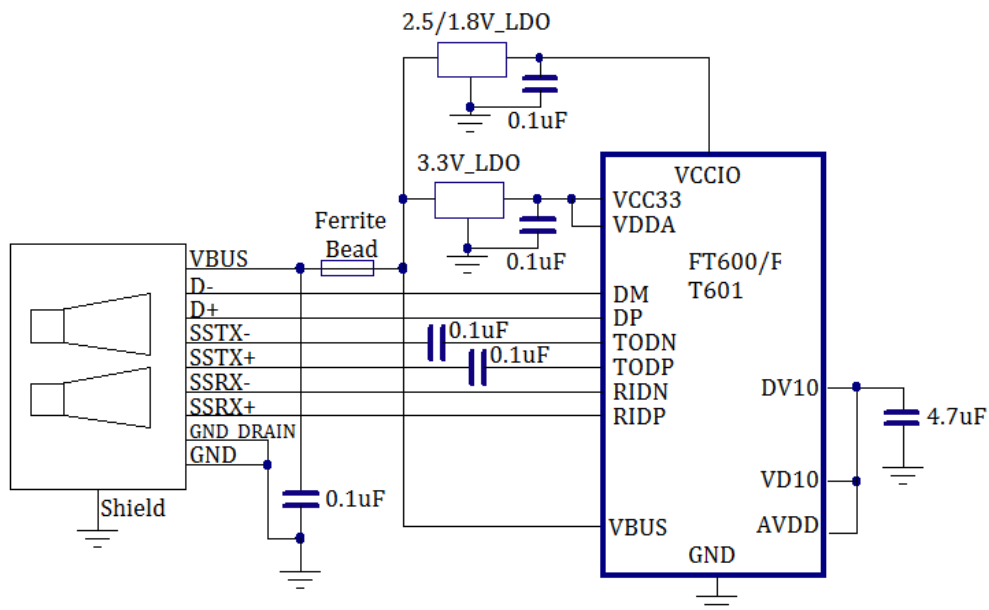 2.5/1.8V_LDO
0.1uF
3.3V_LDO
0.1uF
Ferrite
Bead
VBUS
D-
D+
SSTX-
SSTX+
SSRX-
SSRX+
GND_DRAIN
GND
Shield
0.1uF
0.1uF
0.1uF
VCCIO
VCC33
VDDA
FT600/F
T601
DM
DP
TODN
TODP
RIDN
RIDP
VBUS
GND
DV10
VD10
AVDD
4.7uF